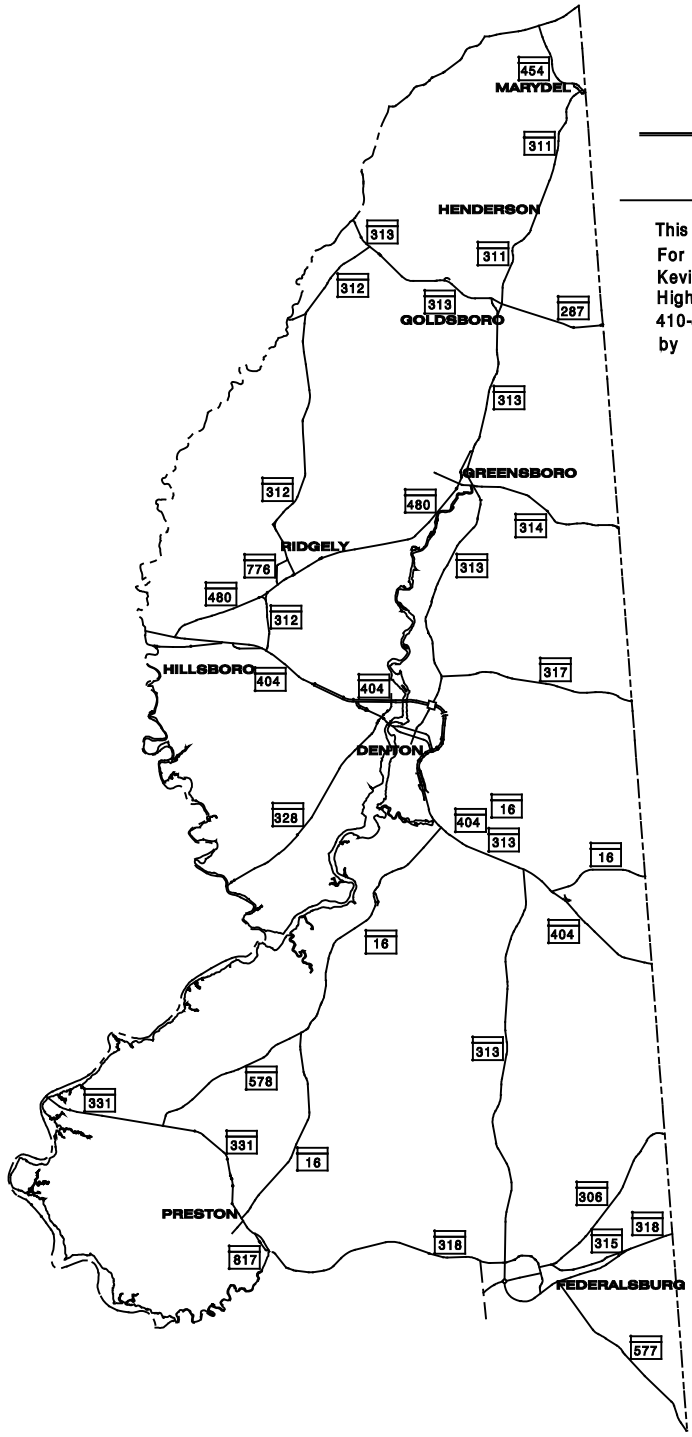 454
MARYDEL
311
HENDERSON
This
For
Kevi
High
410-
by
313
311
312
313
287
GOLDSBORO
313
GREENSBORO
312
480
314
RIDGELY
776
313
480
312
HILLSBORO
404
404
317
DENTON
328
16
404
313
16
16
404
313
578
331
331
16
306
PRESTON
318
315
318
817
FEDERALSBURG
577